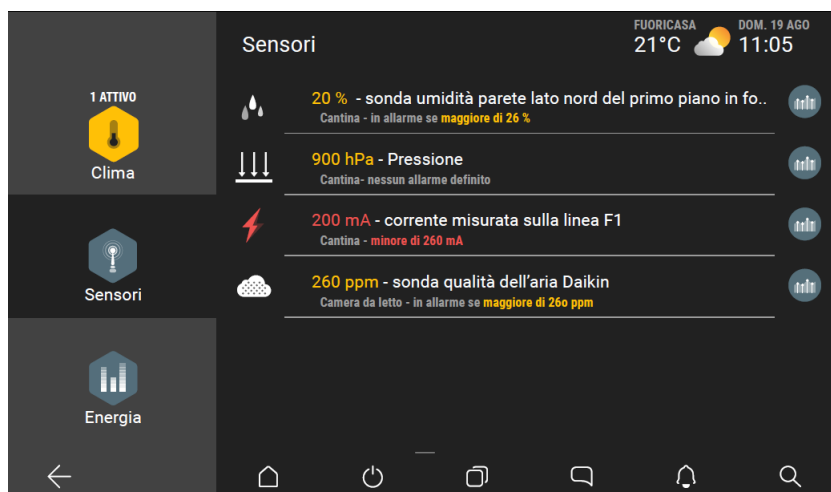 Sensori
FUORICASA
21°C
DOM. 19 AGO
11:05
1 ATTIVO
Clima
Sensori
Energia
20 % - sonda umidità parete lato nord del primo piano in fo..
Cantina - in allarme se maggiore di 26 %
900 hPa - Pressione
Cantina- nessun allarme definito
200 mA - corrente misurata sulla linea F1
Cantina - minore di 260 mA
260 ppm - sonda qualità dell'aria Daikin
Camera da letto - in allarme se maggiore di 26o ppm